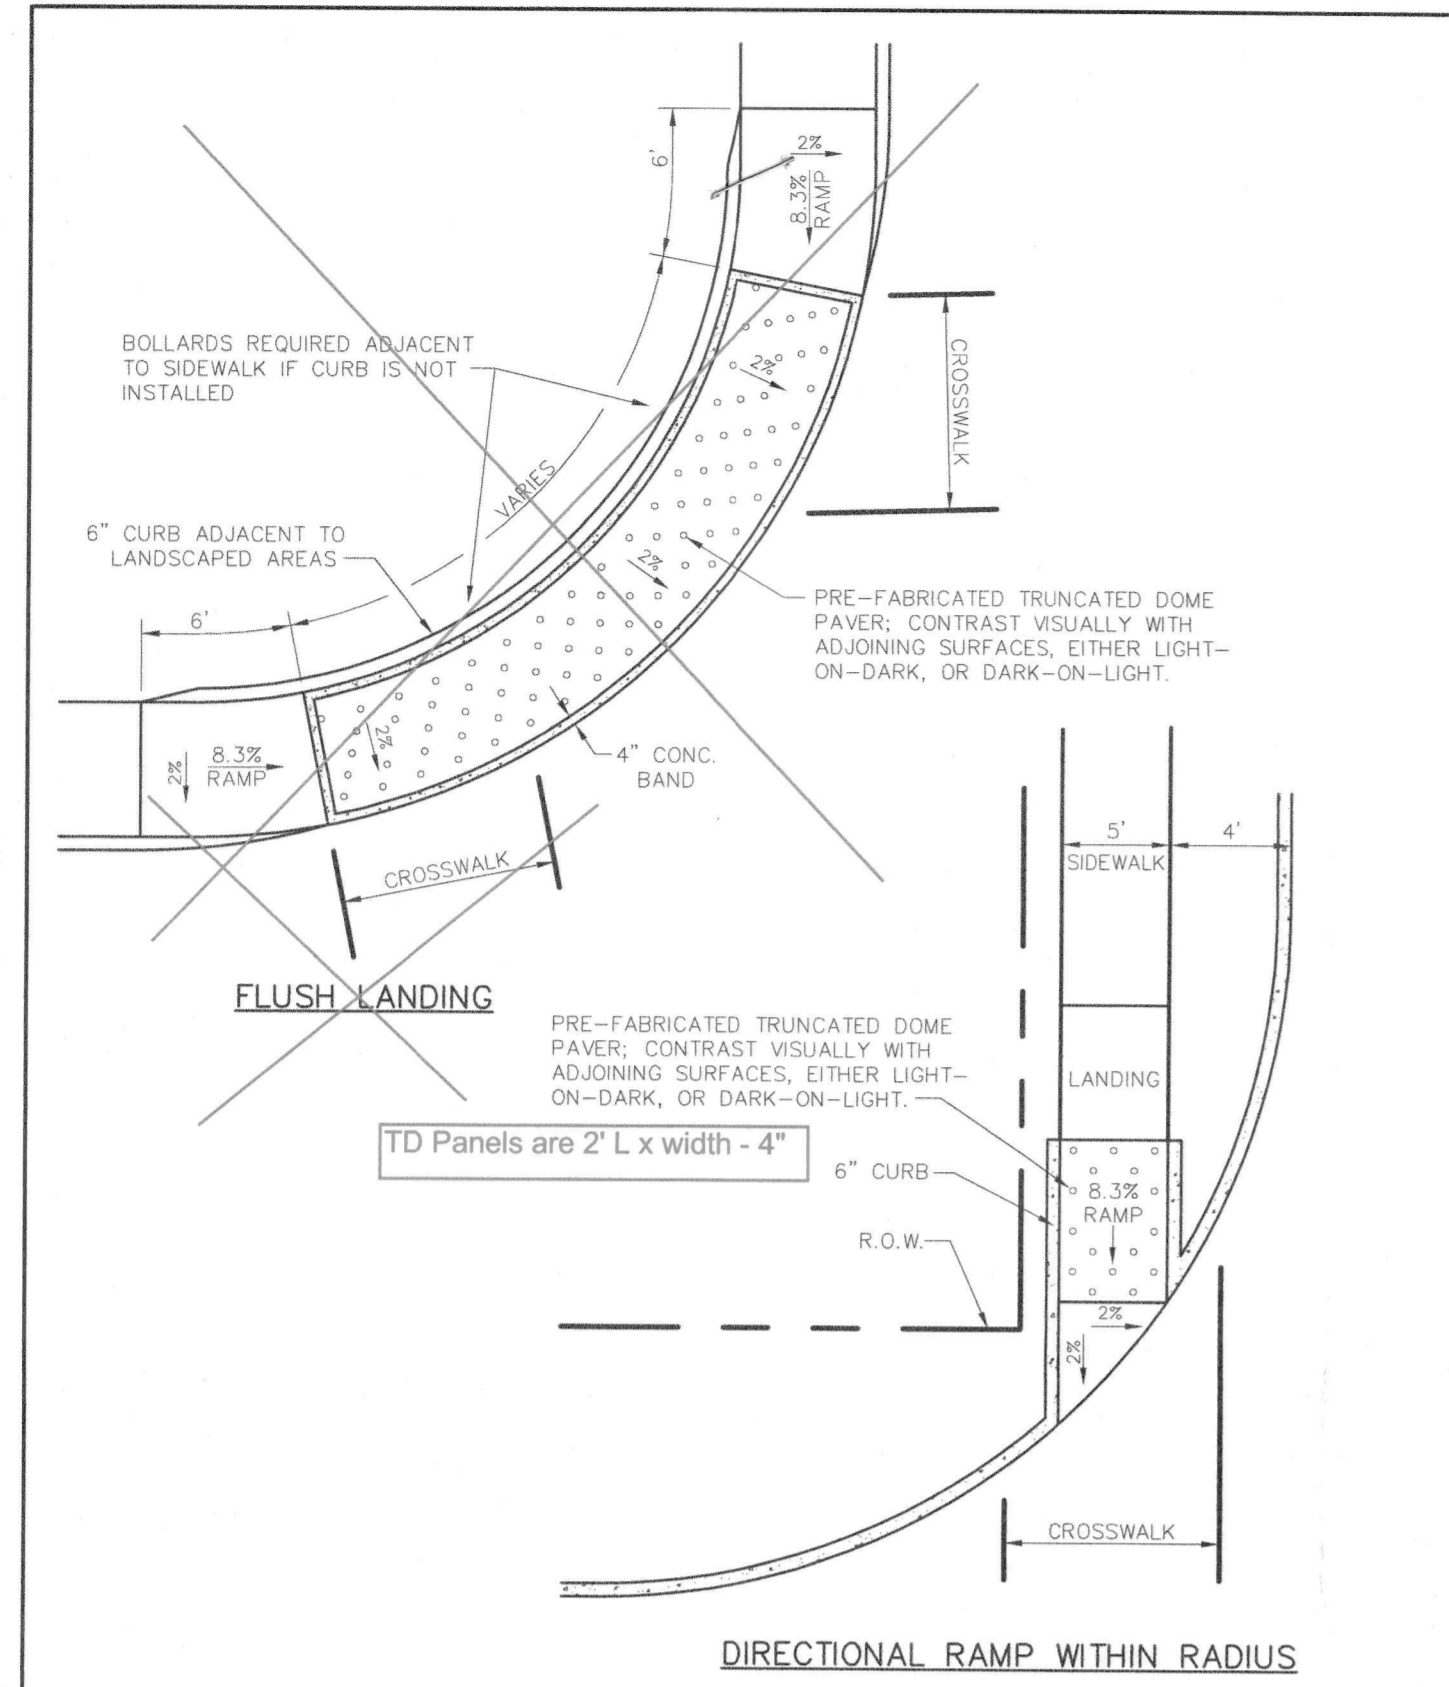 6'
2%
8.3%
RAMP
BOLLARDS REQUIRED ADJACENT
TO SIDEWALK IF CURB IS NOT
INSTALLED
2%
CROSSWALK
VARIES
6" CURB ADJACENT TO
LANDSCAPED AREAS
2%
6'
PRE-FABRICATED TRUNCATED DOME
PAVER; CONTRAST VISUALLY WITH
ADJOINING SURFACES, EITHER LIGHT-
ON-DARK, OR DARK-ON-LIGHT.
2%
8.3%
RAMP
2%
4" CONC.
BAND
CROSSWALK
FLUSH LANDING
5'
SIDEWALK
4'
PRE-FABRICATED TRUNCATED DOME
PAVER; CONTRAST VISUALLY WITH
ADJOINING SURFACES, EITHER LIGHT-
ON-DARK, OR DARK-ON-LIGHT.
LANDING
TD Panels are 2' L x width - 4"
6" CURB
8.3%
RAMP
R.O.W.
2%
2%
CROSSWALK
DIRECTIONAL RAMP WITHIN RADIUS